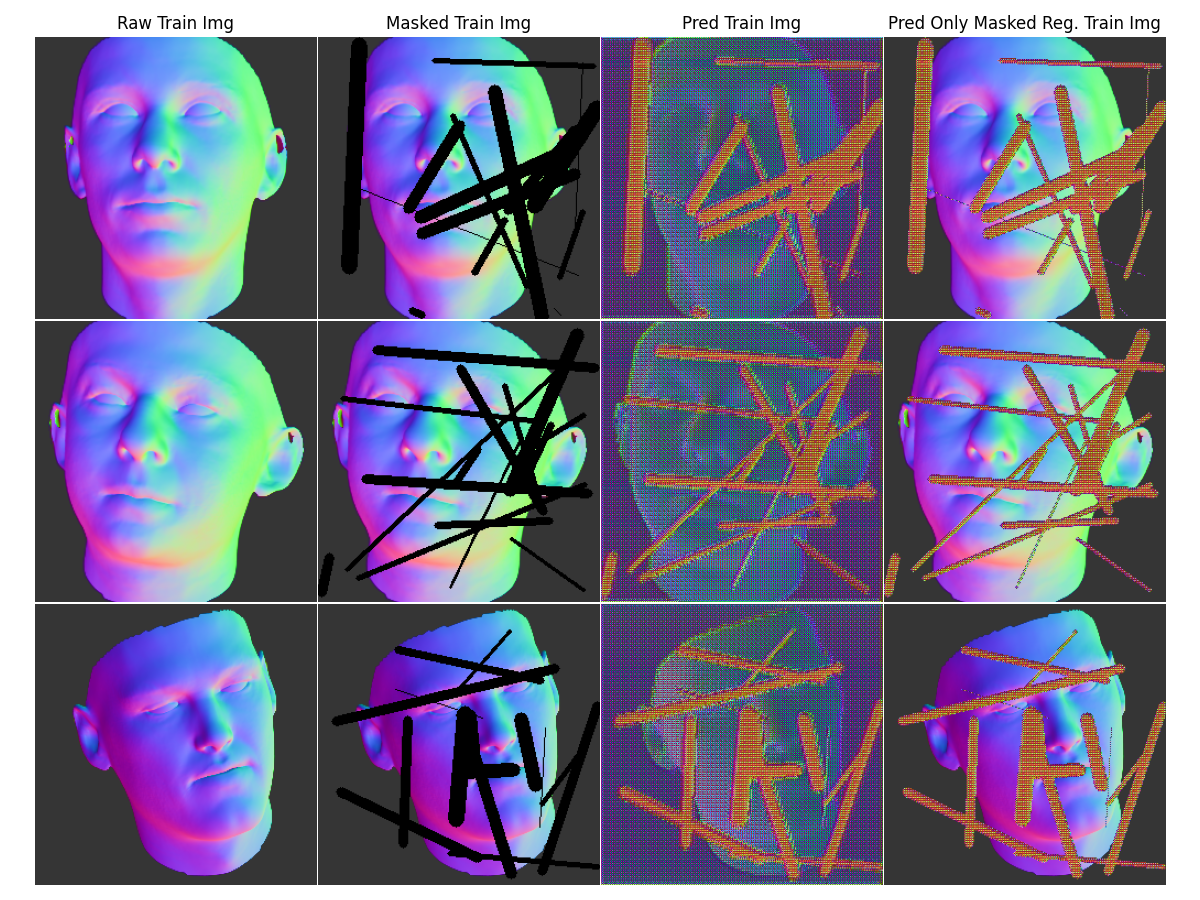 Raw Train Img
Masked Train Img
Pred Train Img
Pred Only Masked Reg. Train Img